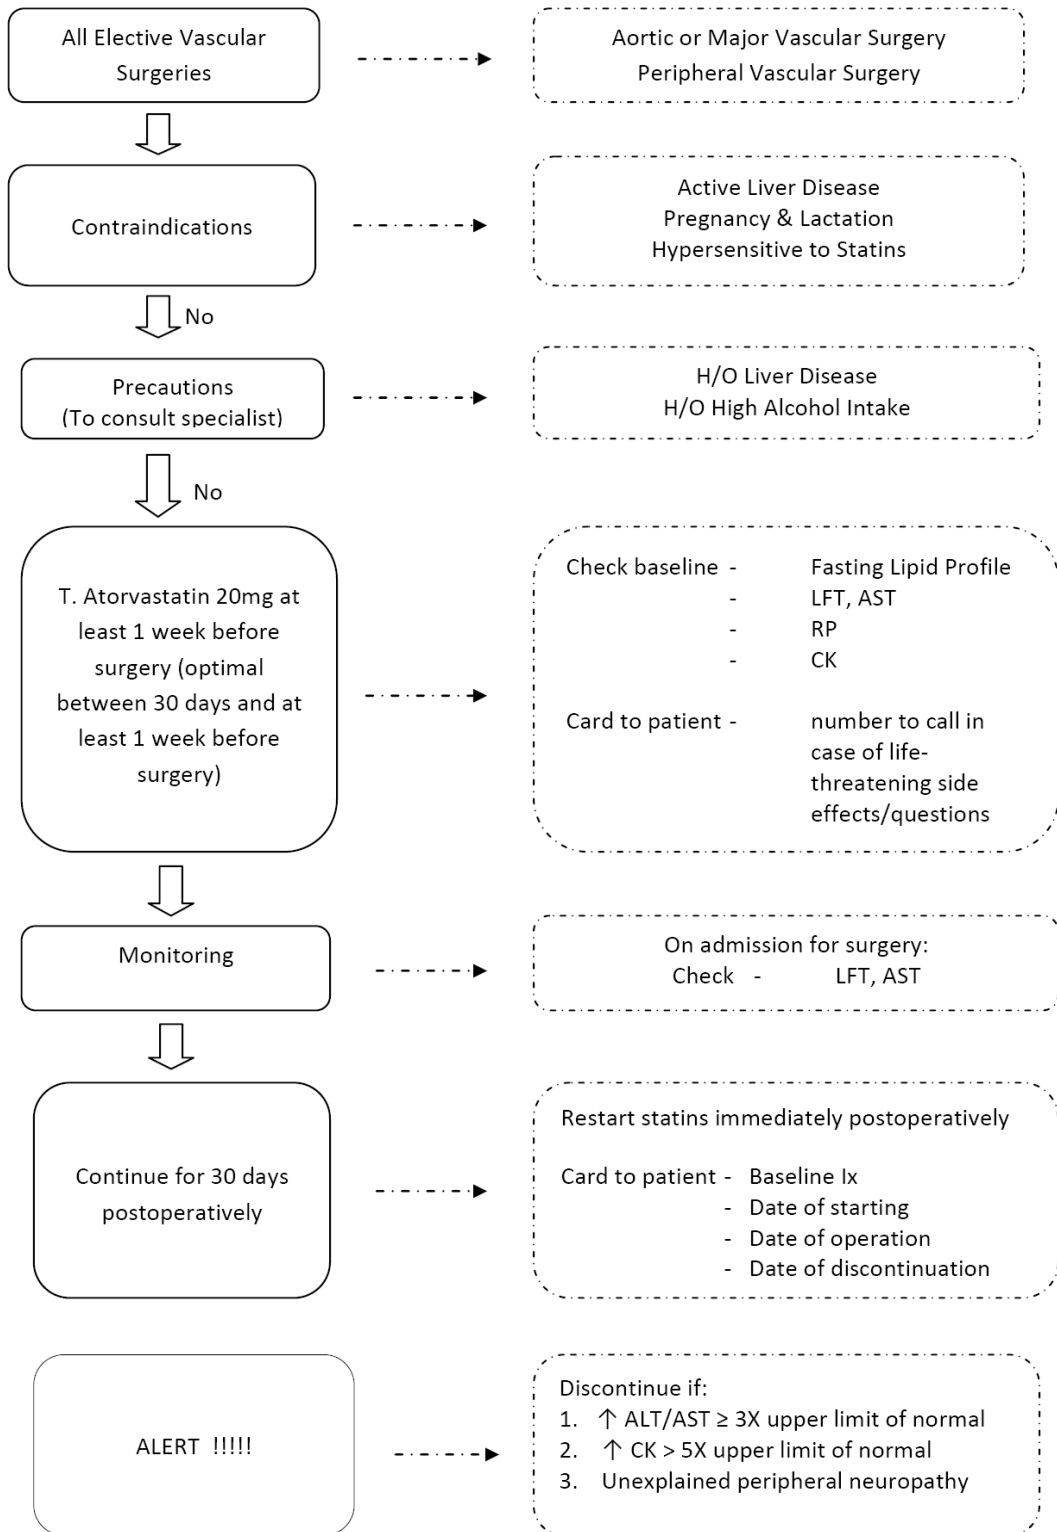 All Elective Vascular
Surgeries
Aortic or Major Vascular Surgery
Peripheral Vascular Surgery
Contraindications
Active Liver Disease
Pregnancy & Lactation
Hypersensitive to Statins
No
Precautions
(To consult specialist)
H/O Liver Disease
H/O High Alcohol Intake
No
T. Atorvastatin 20mg at
least 1 week before
surgery (optimal
between 30 days and at
least 1 week before
surgery)
Check baseline - Fasting Lipid Profile
- LFT, AST
- RP
- CK
Card to patient - number to call in
case of life-
threatening side
effects/questions
Monitoring
On admission for surgery:
Check - LFT, AST
Continue for 30 days
postoperatively
Restart statins immediately postoperatively
Card to patient - Baseline Ix
- Date of starting
- Date of operation
- Date of discontinuation
ALERT !!!!!
Discontinue if:
1. ↑ ALT/AST ≥ 3X upper limit of normal
2. ↑ CK > 5X upper limit of normal
3. Unexplained peripheral neuropathy